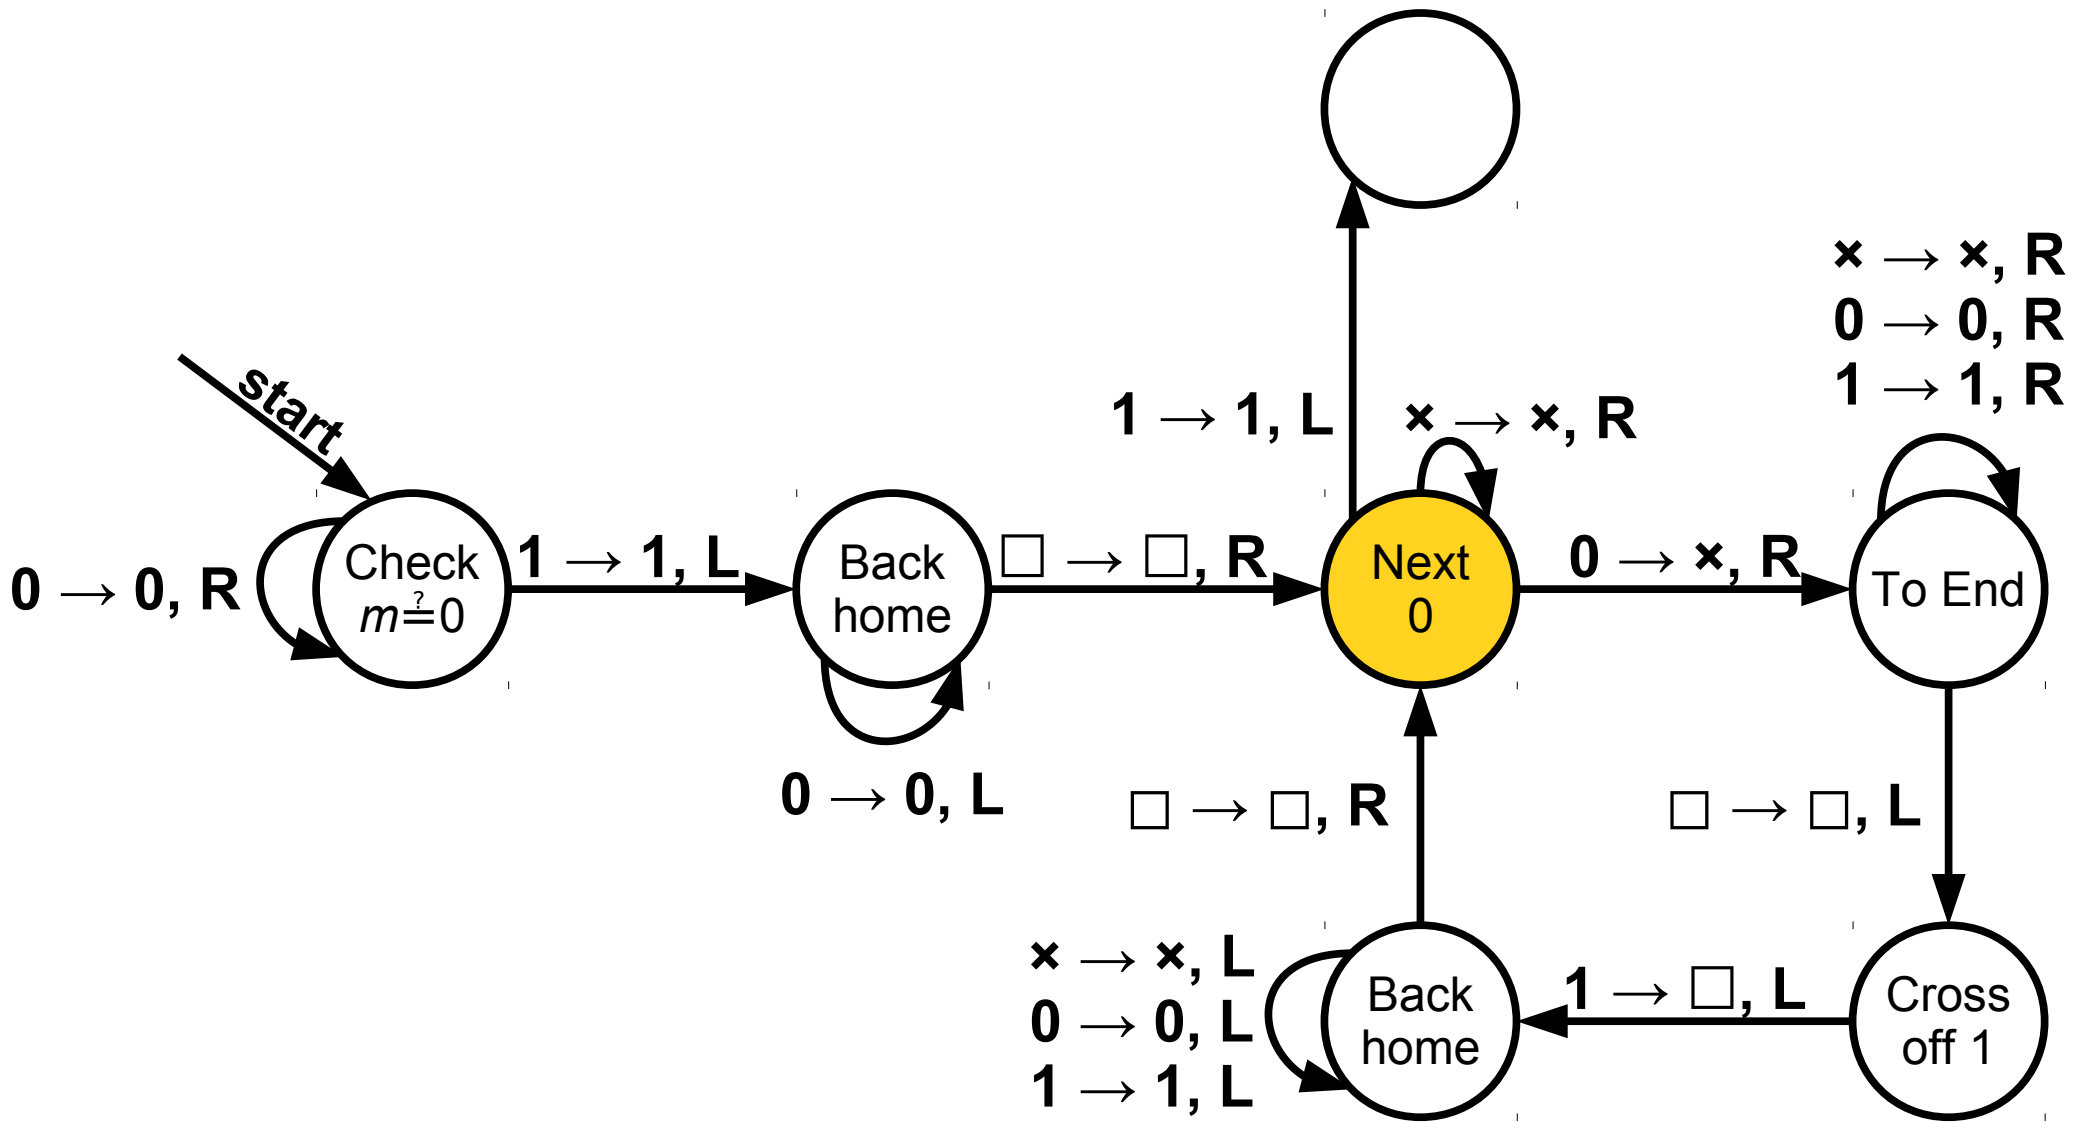 × → ×, R
0 → 0, R
1 → 1, R
start
1 → 1, L
× → ×, R
0 → 0, R
Check
m≟0
1 → 1, L
Back
home
□ → □, R
Next
0
0 → ×, R
To End
0 → 0, L
□ → □, R
□ → □, L
× → ×, L
0 → 0, L
1 → 1, L
Back
home
1 → □, L
Cross
off 1